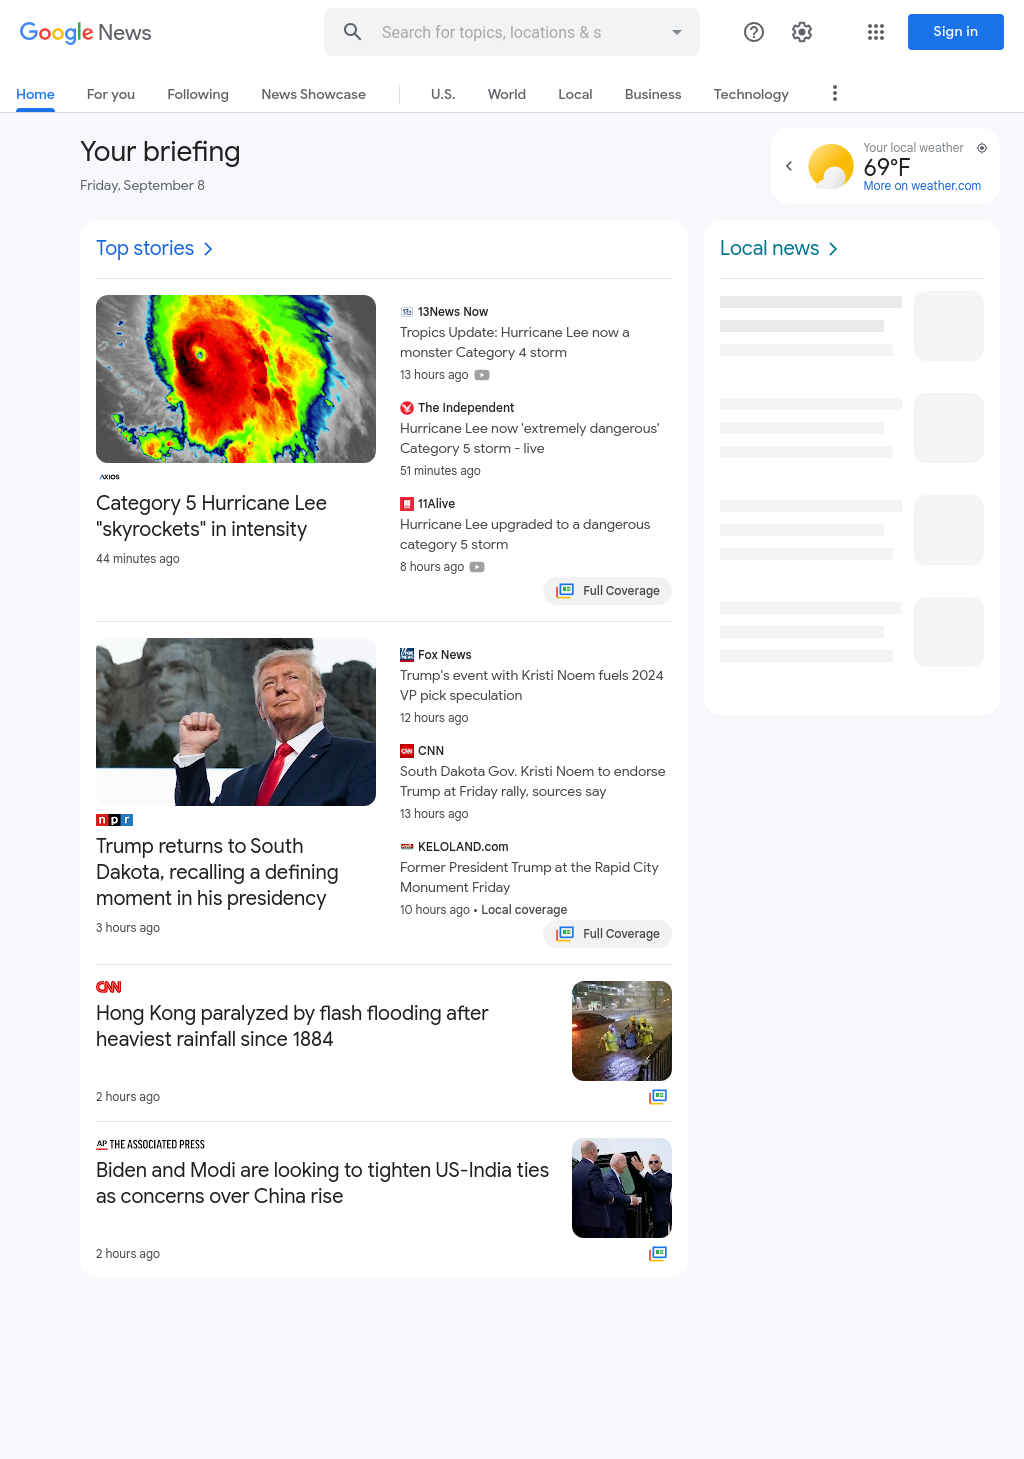 Google News
Search for topics, locations & s
Sign in
Home
For you
Following
News Showcase
U.S.
World
Local
Business
Technology
Your briefing
Friday, September 8
Your local weather
69°F
More on weather.com
Top stories
AXIOS
Category 5 Hurricane Lee
"skyrockets" in intensity
44 minutes ago
13News Now
Tropics Update: Hurricane Lee now a
monster Category 4 storm
13 hours ago
The Independent
Hurricane Lee now 'extremely dangerous'
Category 5 storm - live
51 minutes ago
11Alive
Hurricane Lee upgraded to a dangerous
category 5 storm
8 hours ago
Full Coverage
npr
Trump returns to South
Dakota, recalling a defining
moment in his presidency
3 hours ago
Fox News
Trump's event with Kristi Noem fuels 2024
VP pick speculation
12 hours ago
CNN
South Dakota Gov. Kristi Noem to endorse
Trump at Friday rally, sources say
13 hours ago
KELOLAND.com
Former President Trump at the Rapid City
Monument Friday
10 hours ago • Local coverage
Full Coverage
CNN
Hong Kong paralyzed by flash flooding after
heaviest rainfall since 1884
2 hours ago
AP THE ASSOCIATED PRESS
Biden and Modi are looking to tighten US-India ties
as concerns over China rise
2 hours ago
Local news